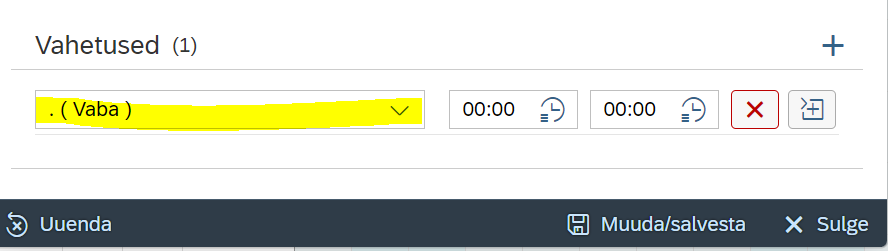 Vahetused (1)
. ( Vaba ) 00:00 00:00
Uuenda Muuda/salvesta Sulge